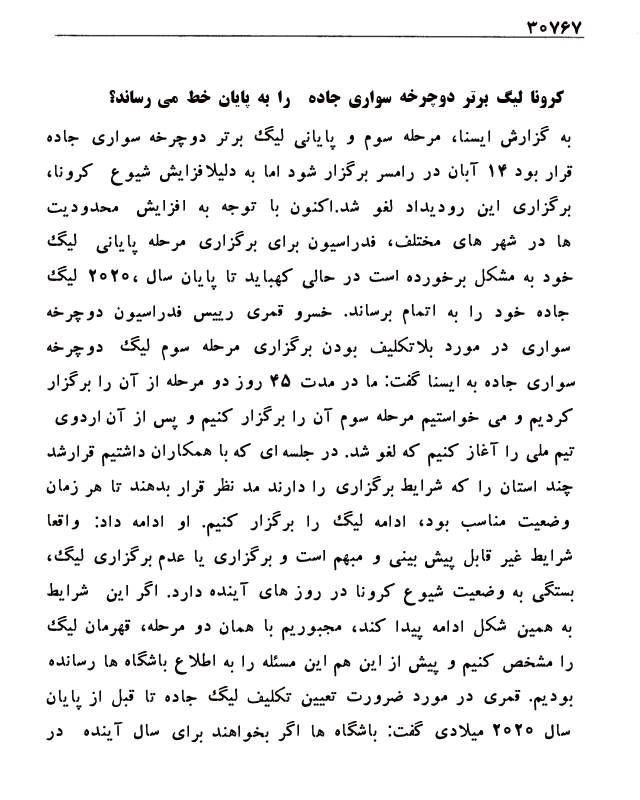 ۳۰۷۶۷
کرونا لیگ برتر دوچرخه سواری جاده را به پایان خط می رساند؟
به گزارش ایسنا، مرحله سوم و پایانی لیگ برتر دوچرخه سواری جاده
قرار بود ۱۴ آبان در رامسر برگزار شود اما به دلیلافزایش شیوع کرونا،
برگزاری این رودیداد لغو شد.اکنون با توجه به افزایش محدودیت
ها در شهر های مختلف، فدراسیون برای برگزاری مرحله پایانی لیگ
خود به مشکل برخورده است در حالی کهباید تا پایان سال ،۲۰۲۰ لیگ
جاده خود را به اتمام برساند. خسرو قمری رییس فدراسیون دوچرخه
سواری در مورد بلاتکلیف بودن برگزاری مرحله سوم لیگ دوچرخه
سواری جاده به ایسنا گفت: ما در مدت ۴۵ روز دو مرحله از آن را برگزار
کردیم و می خواستیم مرحله سوم آن را برگزار کنیم و پس از آن اردوی
تیم ملی را آغاز کنیم که لغو شد. در جلسه ای که با همکاران داشتیم قرارشد
چند استان را که شرایط برگزاری را دارند مد نظر قرار بدهند تا هر زمان
وضعیت مناسب بود، ادامه لیگ را برگزار کنیم. او ادامه داد: واقعا
شرایط غیر قابل پیش بینی و مبهم است و برگزاری یا عدم برگزاری لیگ،
بستگی به وضعیت شیوع کرونا در روز های آینده دارد. اگر این شرایط
به همین شکل ادامه پیدا کند، مجبوریم با همان دو مرحله، قهرمان لیگ
را مشخص کنیم و پیش از این هم این مسئله را به اطلاع باشگاه ها رسانده
بودیم. قمری در مورد ضرورت تعیین تکلیف لیگ جاده تا قبل از پایان
سال ۲۰۲۰ میلادی گفت: باشگاه ها اگر بخواهند برای سال آینده در